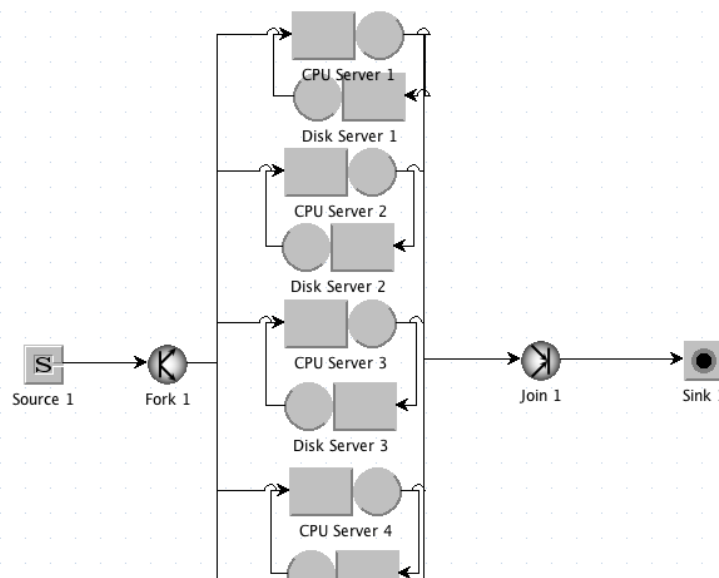 CPU Server 1
Disk Server 1
CPU Server 2
Disk Server 2
CPU Server 3
S
Source 1
Fork 1
Join 1
Sink 1
Disk Server 3
CPU Server 4